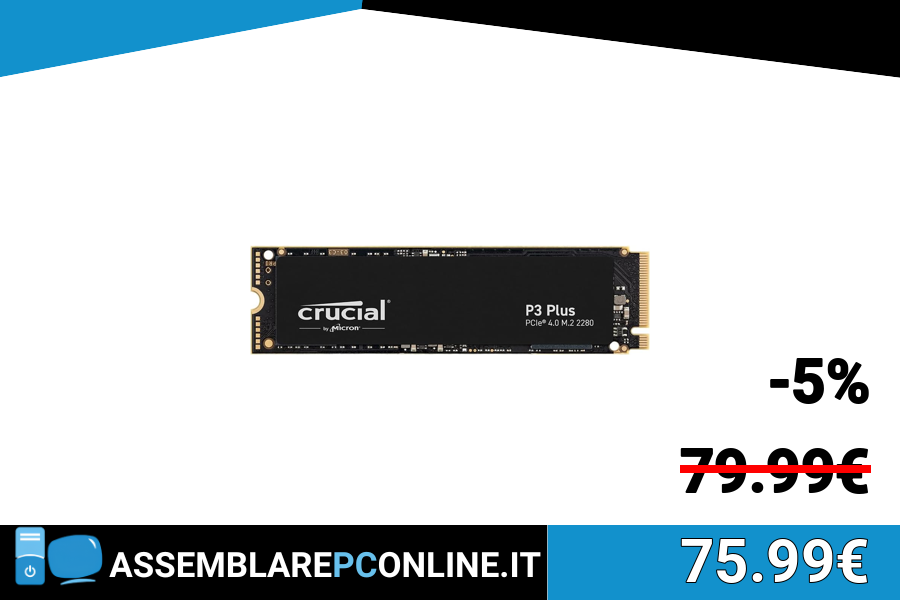 crucial®
by Micron®
P3 Plus
PCIe® 4.0 M.2 2280
-5%
79.99€
ASSEMBLAREPCONLINE.IT
75.99€